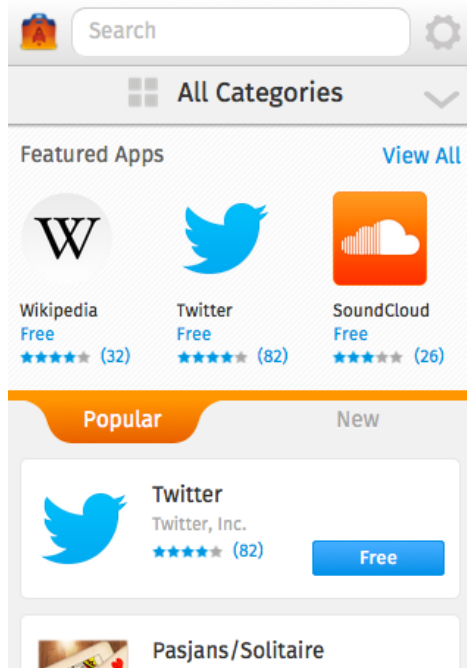 Search
All Categories
Featured Apps View All
W
Wikipedia Twitter SoundCloud
Free Free Free
(32) (82) (26)
Popular New
Twitter
Twitter, Inc.
(82) Free
Pasjans/Solitaire